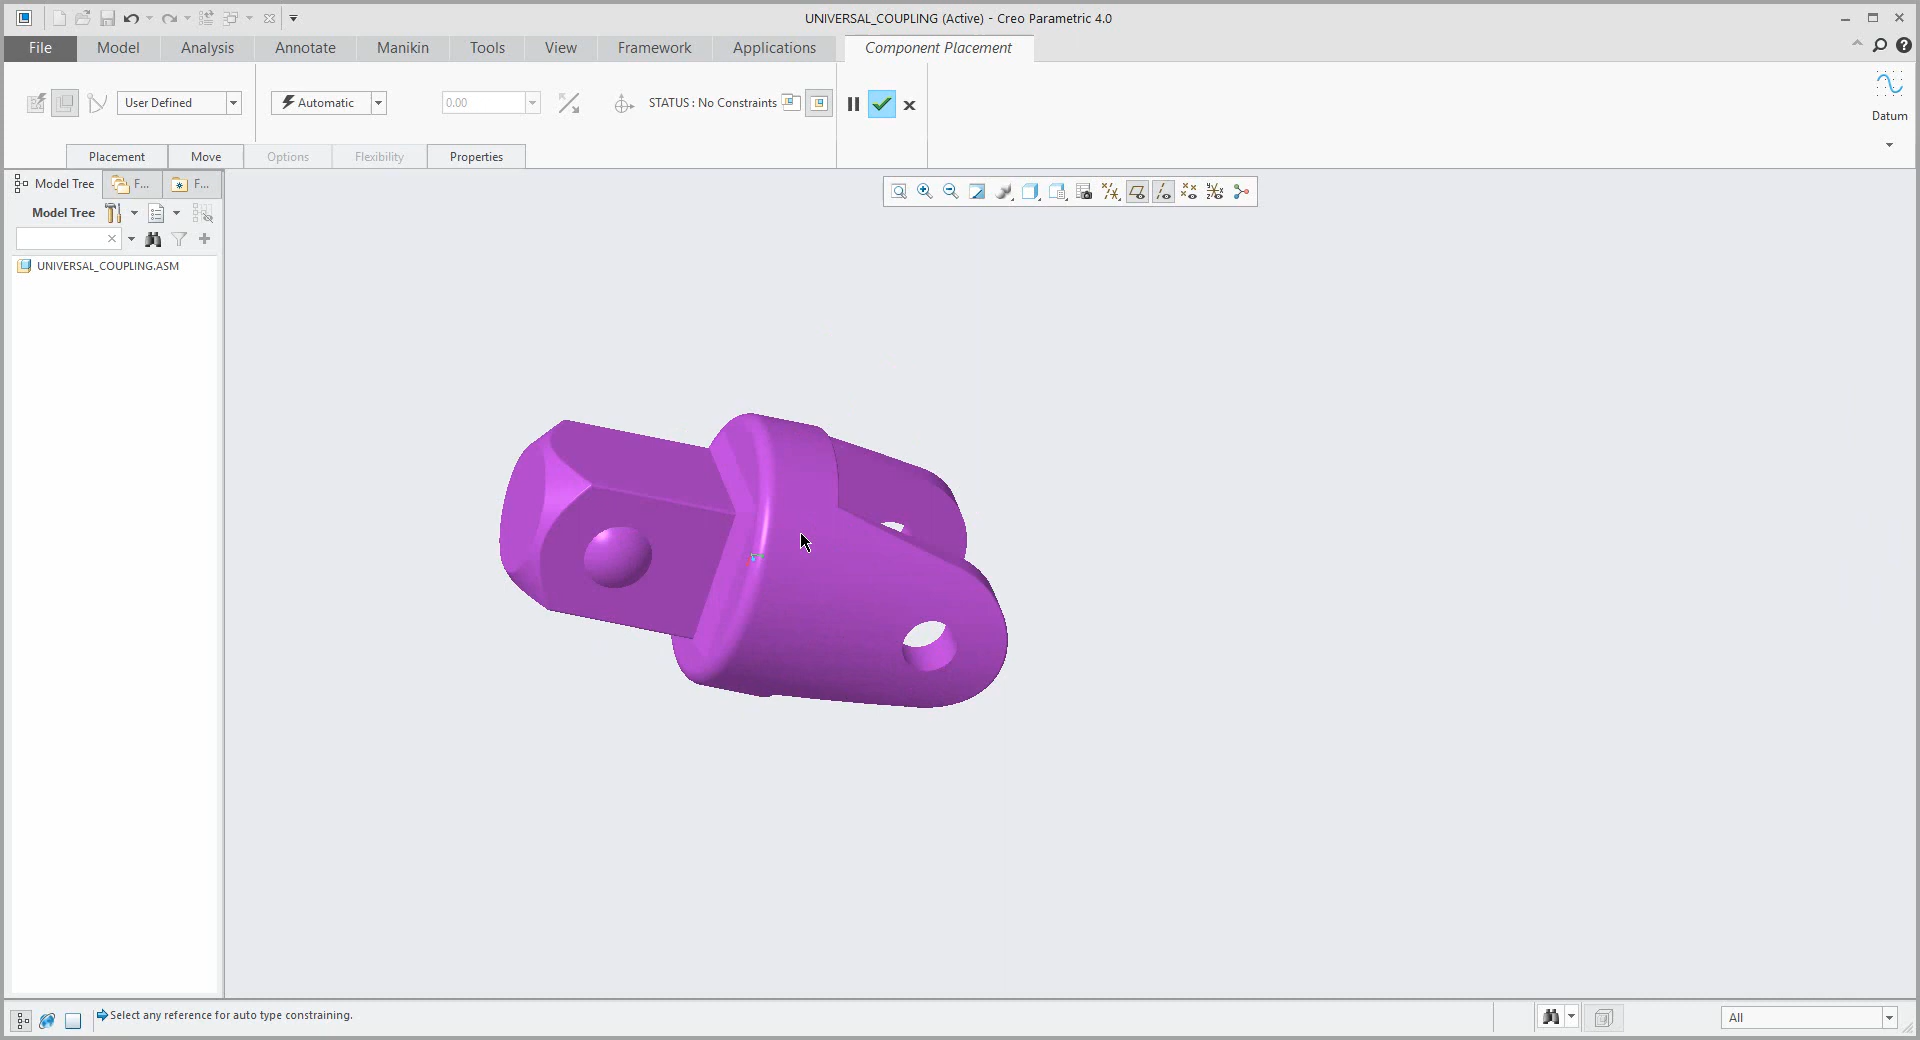 UNIVERSAL_COUPLING (Active) - Creo Parametric 4.0
File
Model
Analysis
Annotate
Manikin
Tools
View
Framework
Applications
Component Placement
User Defined
Automatic
0.00
STATUS : No Constraints
Datum
Placement
Move
Options
Flexibility
Properties
Model Tree
F...
F...
Model Tree
UNIVERSAL_COUPLING.ASM
Select any reference for auto type constraining.
All